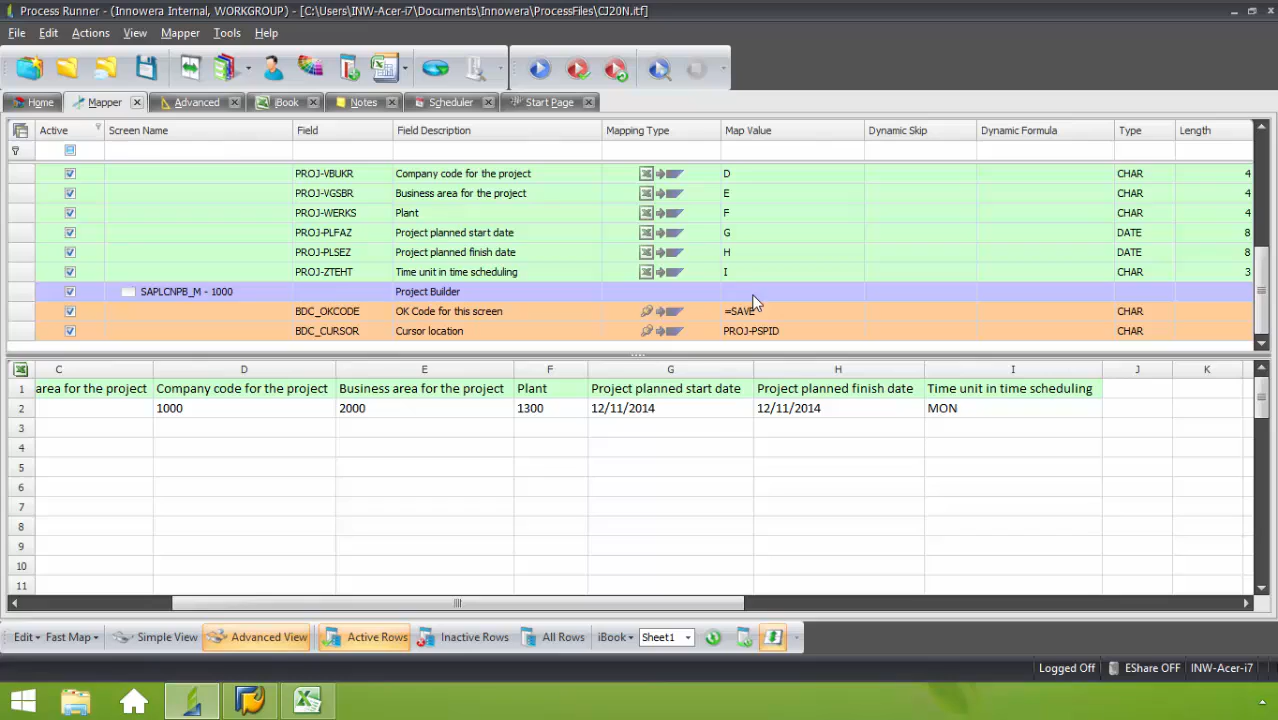 Process Runner - (Innowera Internal, WORKGROUP) - [C:\Users\INW-Acer-i7\Documents\Innowera\ProcessFiles\CJ20N.itf]
File Edit Actions View Mapper Tools Help
Home Mapper Advanced iBook Notes Scheduler Start Page
Active Screen Name Field Field Description Mapping Type Map Value Dynamic Skip Dynamic Formula Type Length
PROJ-VBUKR Company code for the project D CHAR 4
PROJ-VGSBR Business area for the project E CHAR 4
PROJ-WERKS Plant F CHAR 4
PROJ-PLFAZ Project planned start date G DATE 8
PROJ-PLSEZ Project planned finish date H DATE 8
PROJ-ZTEHT Time unit in time scheduling I CHAR 3
SAPLCNPB_M - 1000 Project Builder
BDC_OKCODE OK Code for this screen =SAVE CHAR
BDC_CURSOR Cursor location PROJ-PSPID CHAR
C D E F G H I J K
1 area for the project Company code for the project Business area for the project Plant Project planned start date Project planned finish date Time unit in time scheduling
2 1000 2000 1300 12/11/2014 12/11/2014 MON
3
4
5
6
7
8
9
10
11
Edit Fast Map Simple View Advanced View Active Rows Inactive Rows All Rows iBook Sheet1
Logged Off EShare OFF INW-Acer-i7